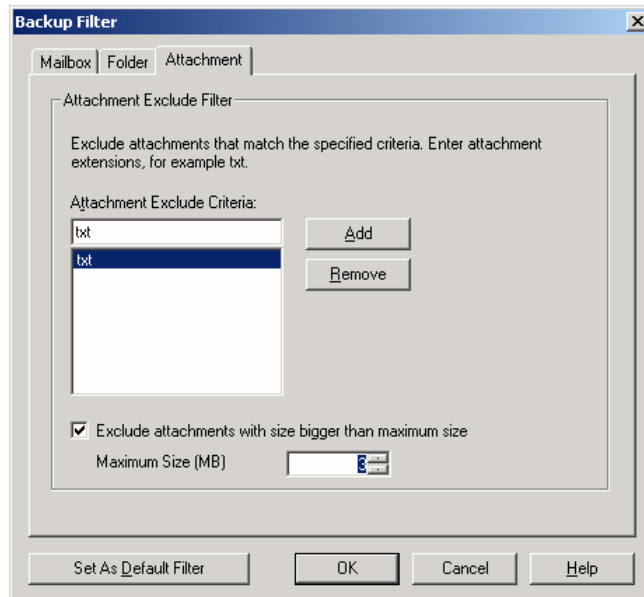 Backup Filter
Mailbox Folder Attachment
Attachment Exclude Filter
Exclude attachments that match the specified criteria. Enter attachment
extensions, for example txt.
Attachment Exclude Criteria:
txt
Add
txt
Remove
Exclude attachments with size bigger than maximum size
Maximum Size (MB) 3
Set As Default Filter OK Cancel Help